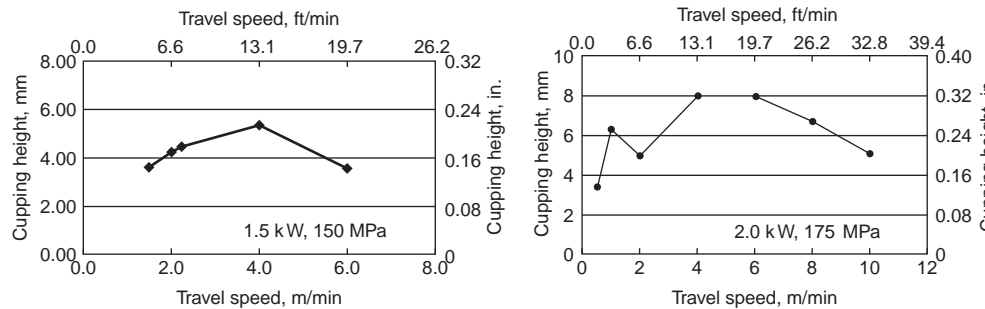 Travel speed, ft/min
0.0 6.6 13.1 19.7 26.2
8.00 6.00 4.00 2.00 0.00
Cupping height, mm
0.32 0.24 0.16 0.08 0
Cupping height, in.
1.5 kW, 150 MPa
0.0 2.0 4.0 6.0 8.0
Travel speed, m/min
Travel speed, ft/min
0.0 6.6 13.1 19.7 26.2 32.8 39.4
10 8 6 4 2 0
Cupping height, mm
0.40 0.32 0.24 0.16 0.08 0
Cupping height, in.
2.0 kW, 175 MPa
0 2 4 6 8 10 12
Travel speed, m/min